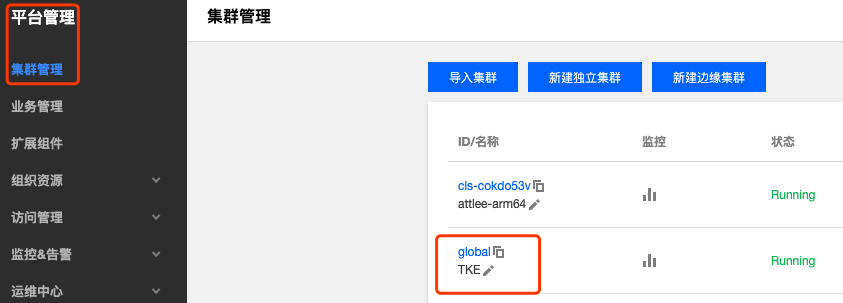 平台管理
集群管理
集群管理
业务管理
扩展组件
组织资源
访问管理
监控&告警
运维中心
导入集群 新建独立集群 新建边缘集群
ID/名称 监控 状态
cls-cokdo53v Running
attlee-arm64
global Running
TKE